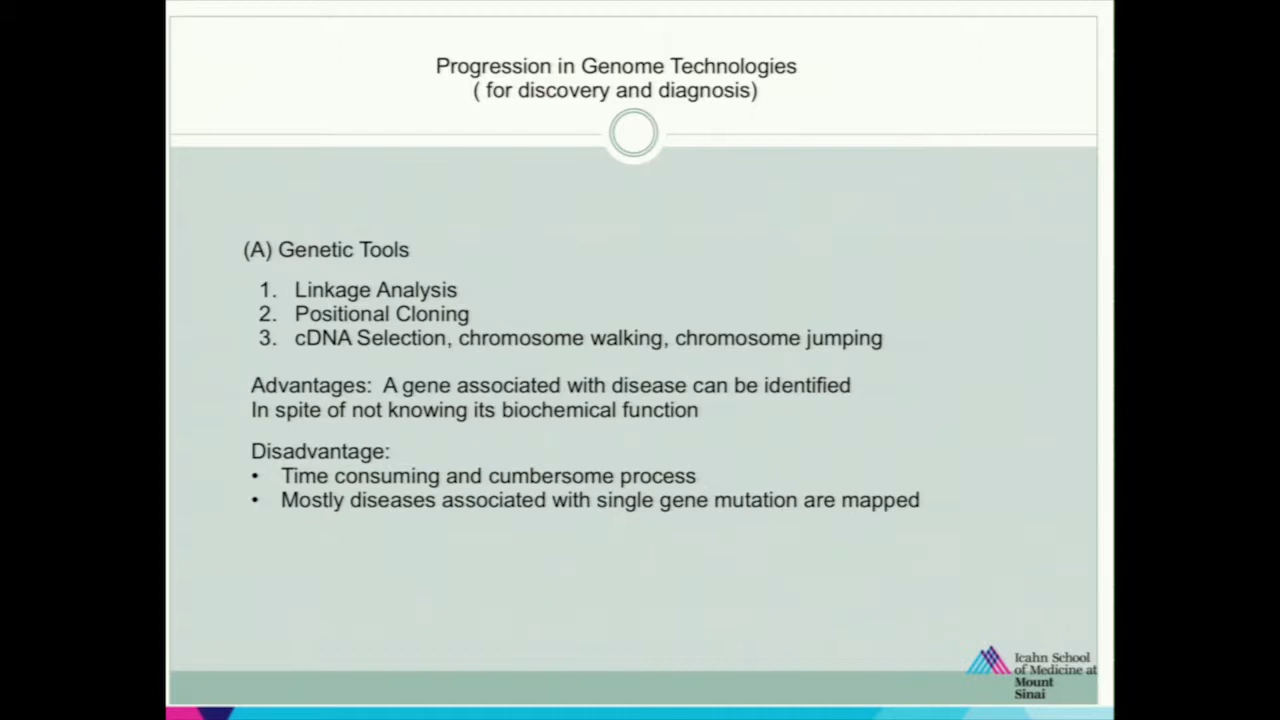 Progression in Genome Technologies
( for discovery and diagnosis)
(A) Genetic Tools
1. Linkage Analysis
2. Positional Cloning
3. cDNA Selection, chromosome walking, chromosome jumping
Advantages: A gene associated with disease can be identified
In spite of not knowing its biochemical function
Disadvantage:
• Time consuming and cumbersome process
• Mostly diseases associated with single gene mutation are mapped
Icahn School
of Medicine at
Mount
Sinai